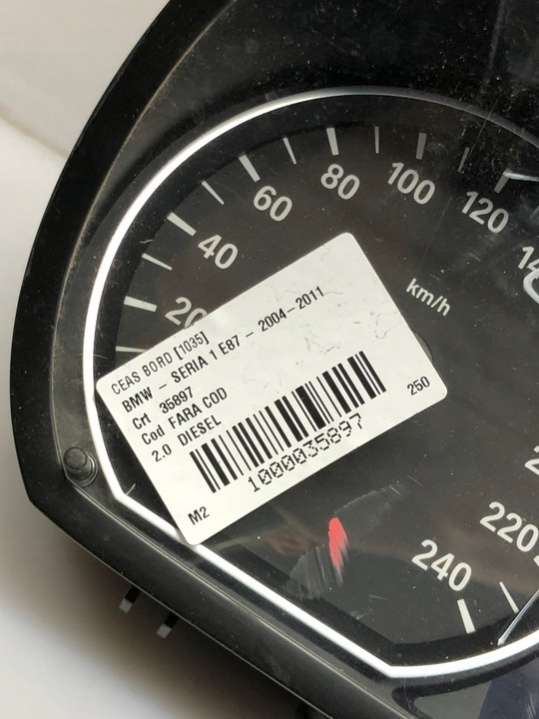 20
40
60
80
100
120
km/h
220
240
CEAS BORD [1035]
BMW - SERIA 1 E87 - 2004-2011
Crt 35897
Cod FARA COD
2.0 DIESEL
1000035897
M2
250